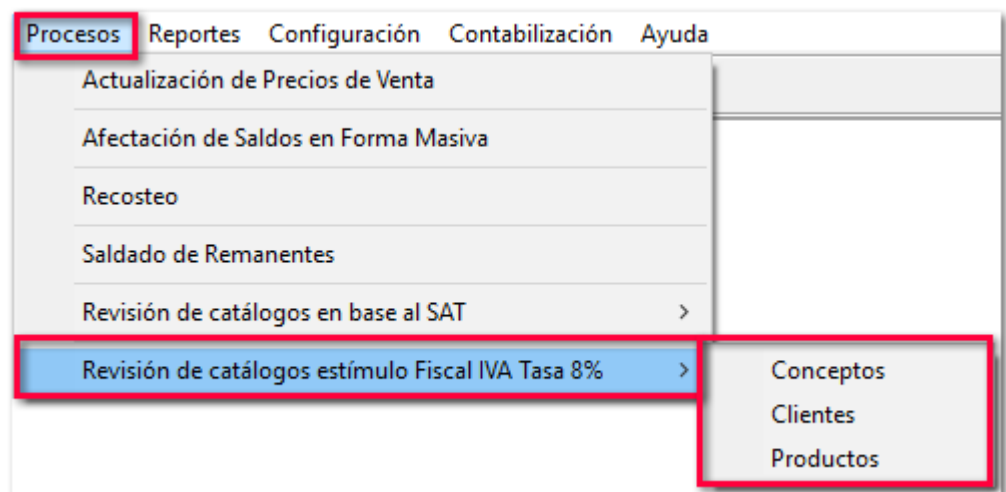 Procesos Reportes Configuración Contabilización Ayuda
Actualización de Precios de Venta
Afectación de Saldos en Forma Masiva
Recosteo
Saldado de Remanentes
Revisión de catálogos en base al SAT >
Revisión de catálogos estímulo Fiscal IVA Tasa 8% >
Conceptos
Clientes
Productos